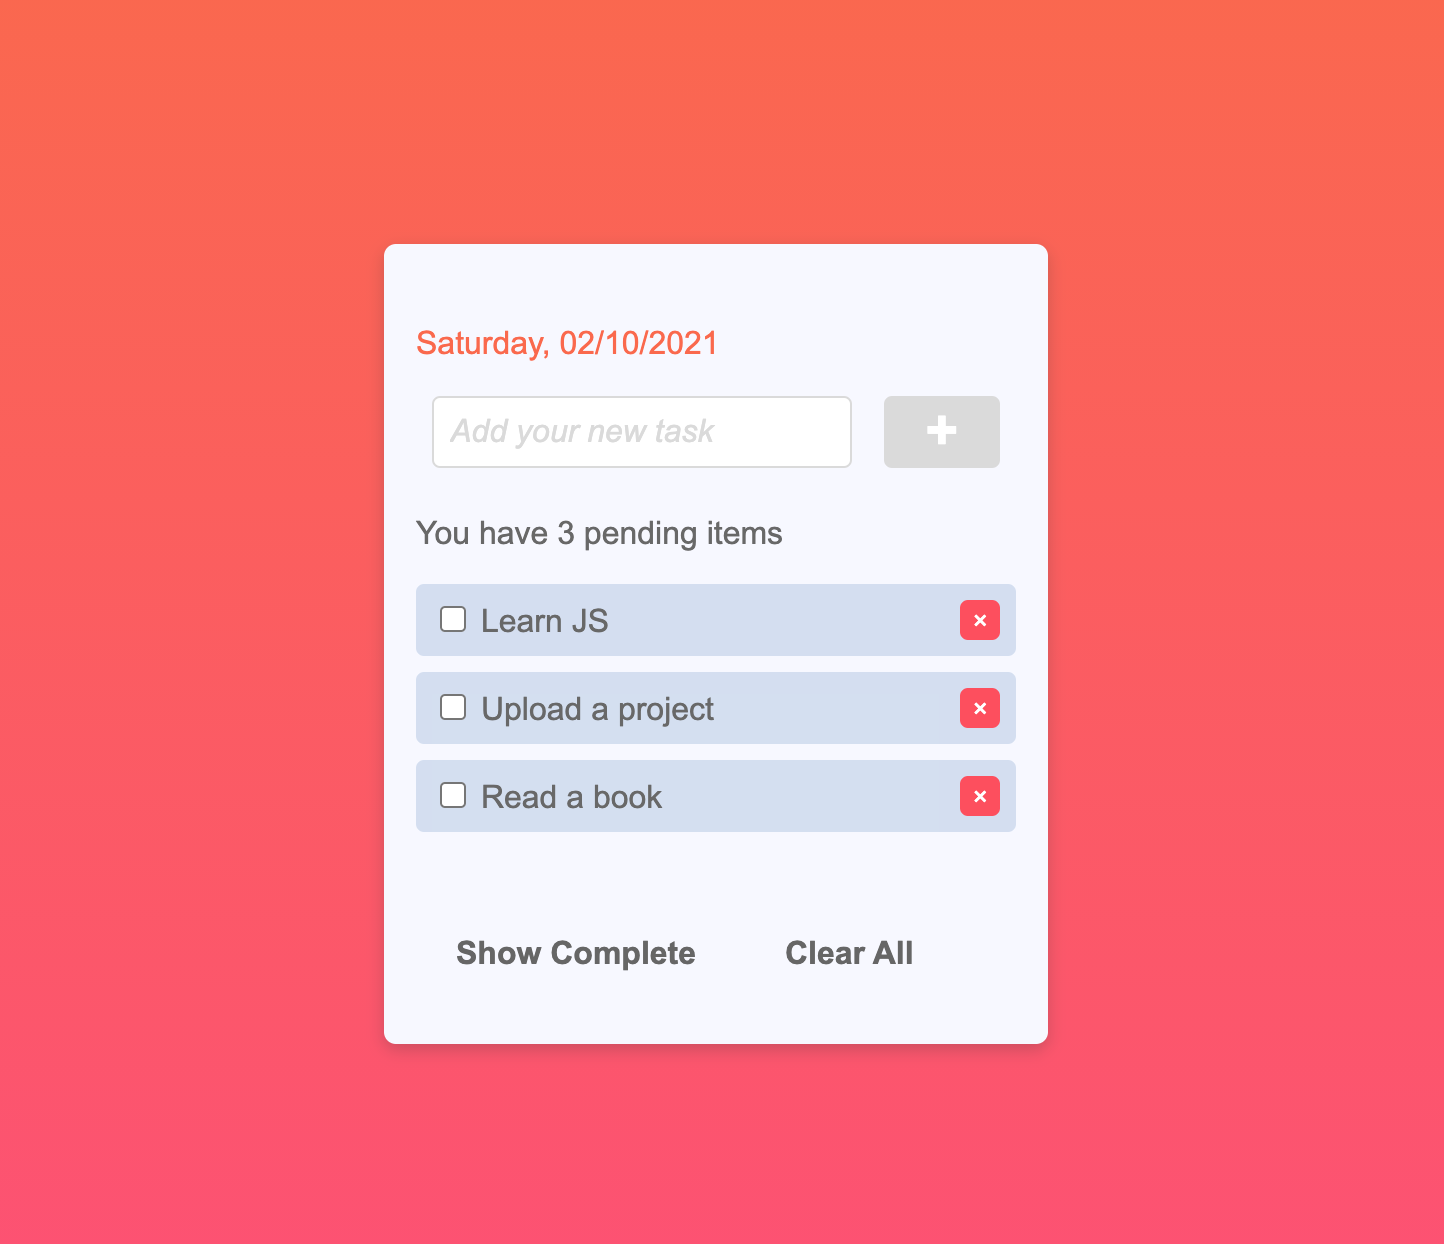 Saturday, 02/10/2021
Add your new task
You have 3 pending items
Learn JS
Upload a project
Read a book
Show Complete Clear All